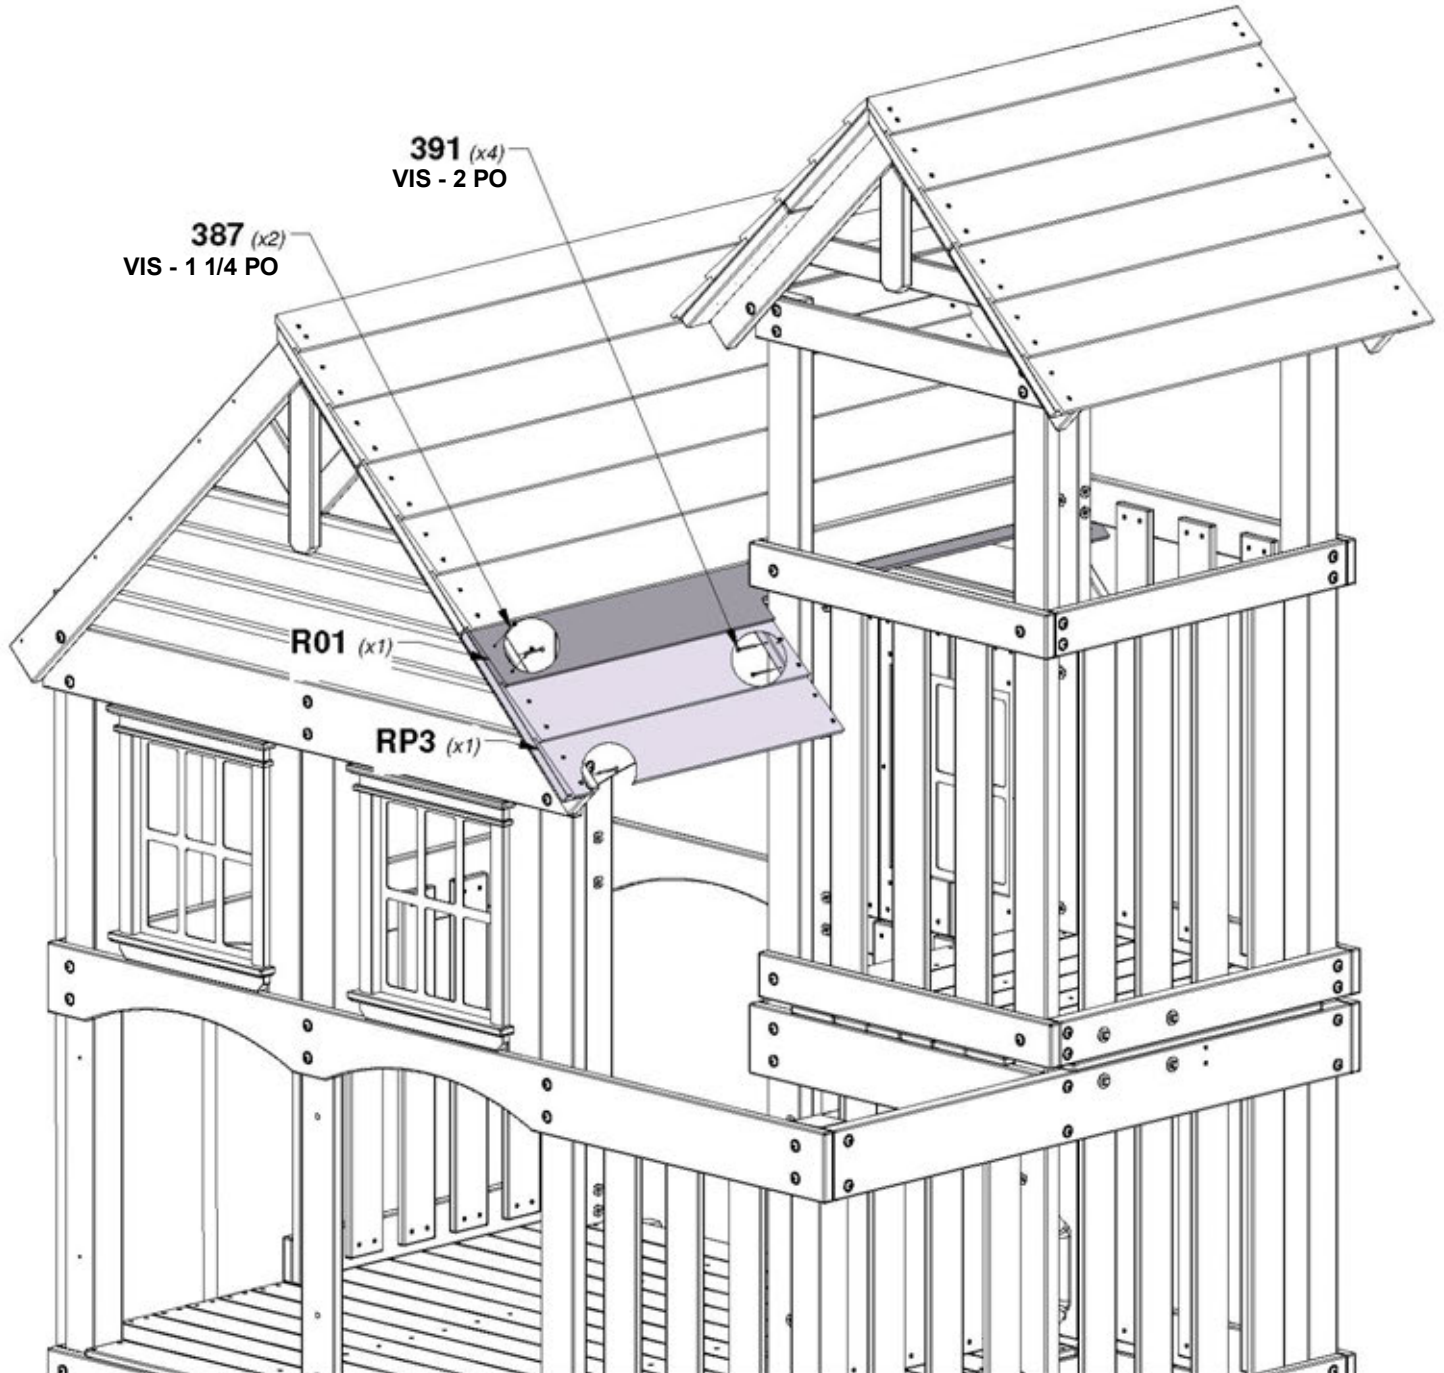 391 (x4)
VIS - 2 PO
387 (x2)
VIS - 1 1/4 PO
R01 (x1)
RP3 (x1)